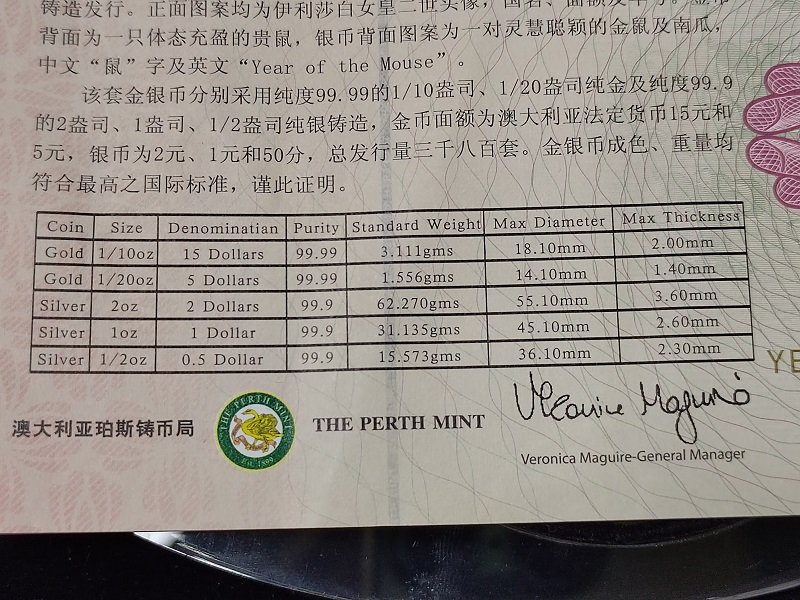 铸造发行。正面图案均为伊利莎白女皇二世头像，国名、面额及年号。金币
背面为一只体态充盈的贵鼠，银币背面图案为一对灵慧聪颖的金鼠及南瓜，
中文“鼠”字及英文“Year of the Mouse”。
该套金银币分别采用纯度99.99的1/10盎司、1/20盎司纯金及纯度99.9
的2盎司、1盎司、1/2盎司纯银铸造，金币面额为澳大利亚法定货币15元和
5元，银币为2元、1元和50分，总发行量三千八百套。金银币成色、重量均
符合最高之国际标准，谨此证明。
Coin Size Denomination Purity Standard Weight Max Diameter Max Thickness
Gold 1/10oz 15 Dollars 99.99 3.111gms 18.10mm 2.00mm
Gold 1/20oz 5 Dollars 99.99 1.556gms 14.10mm 1.40mm
Silver 2oz 2 Dollars 99.9 62.270gms 55.10mm 3.60mm
Silver 1oz 1 Dollar 99.9 31.135gms 45.10mm 2.60mm
Silver 1/2oz 0.5 Dollar 99.9 15.573gms 36.10mm 2.30mm
YE
澳大利亚珀斯铸币局 THE PERTH MINT Est. 1899 THE PERTH MINT Veronica Maguire
Veronica Maguire-General Manager